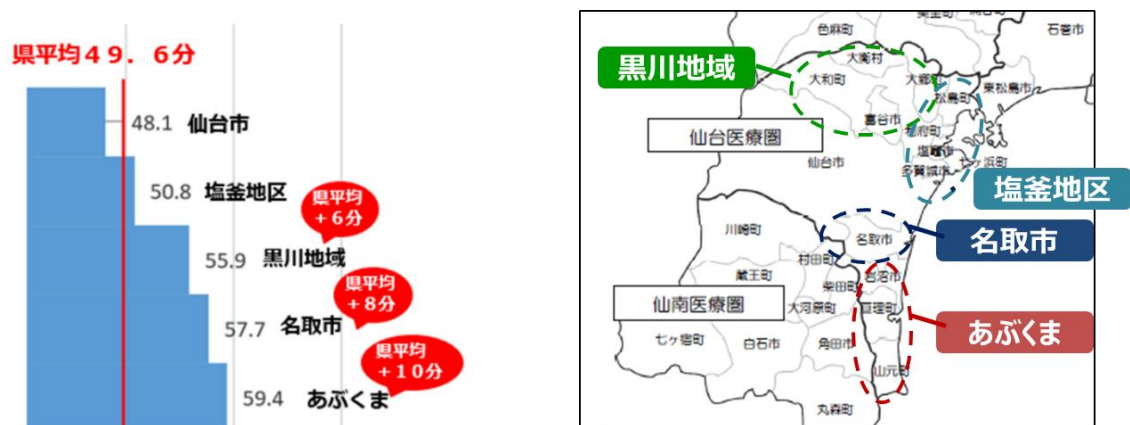 県平均４９．６分
48.1 仙台市
50.8 塩釜地区
県平均
＋６分
55.9 黒川地域
県平均
＋８分
57.7 名取市
県平均
＋１０分
59.4 あぶくま
色麻町
石巻市
黒川地域
大衡村
大和町
大郷町
松島町
東松島市
富谷市
仙台医療圏
利府町
仙台市
塩竈市
七ヶ浜町
多賀城市
塩釜地区
川崎町
名取市
名取市
村田町
蔵王町
岩沼市
柴田町
仙南医療圏
大河原町
亘理町
あぶくま
七ヶ宿町
白石市
角田市
山元町
丸森町